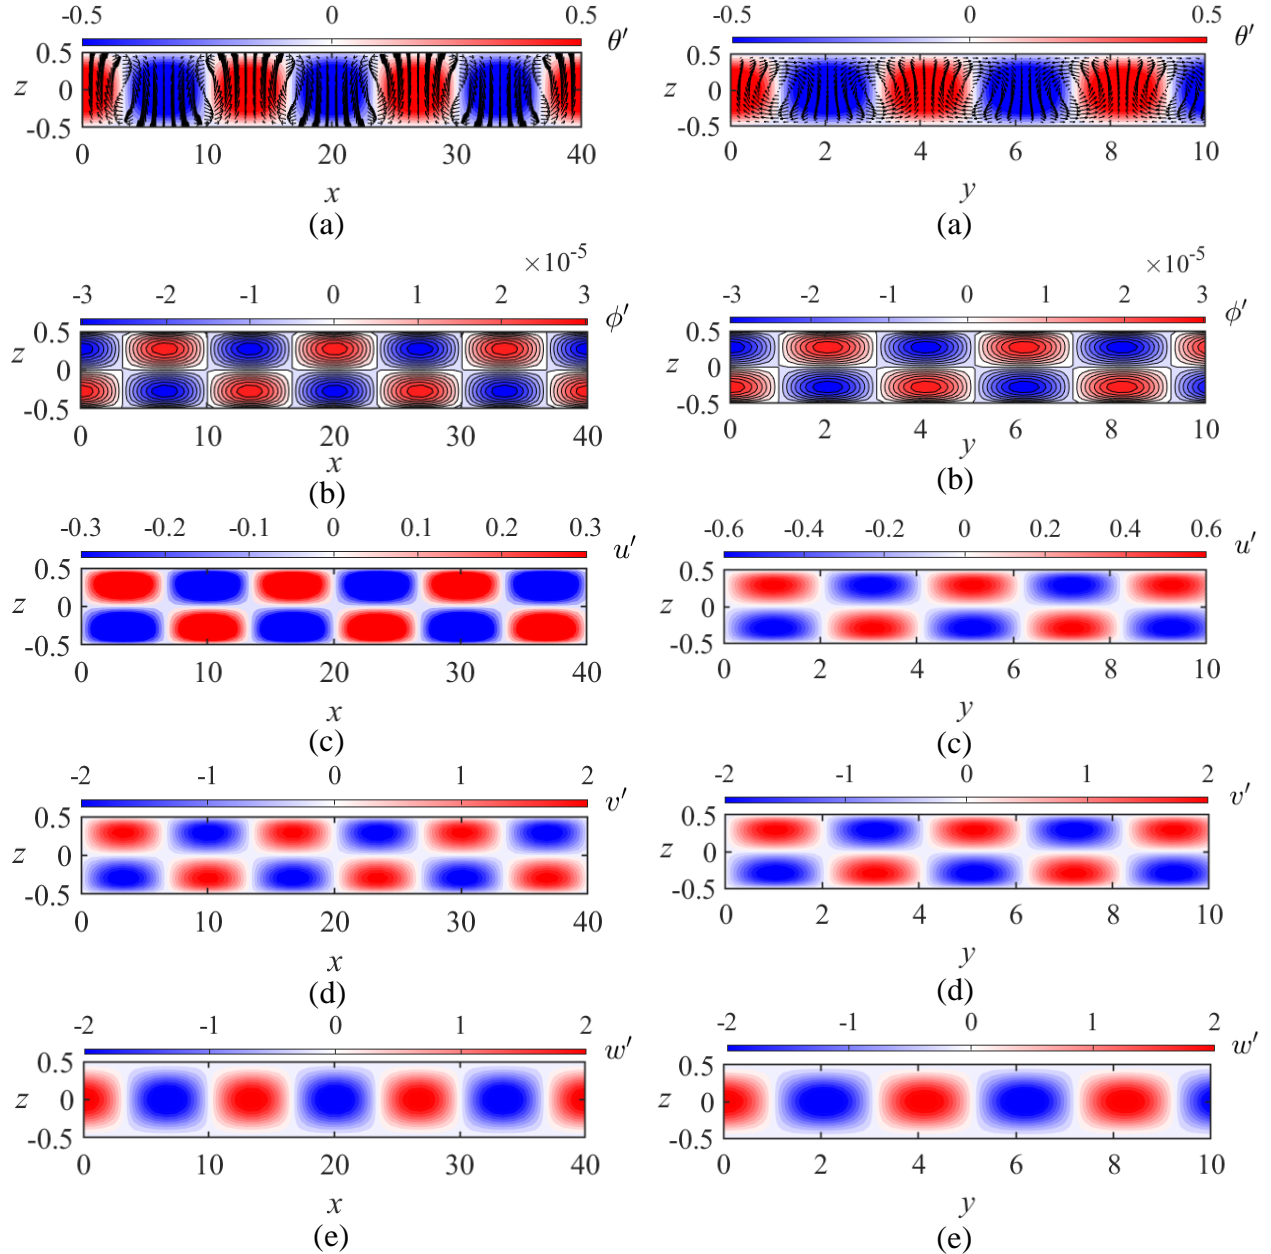 -0.5 0 0.5
θ′
0.5
z 0
-0.5
0 10 20 30 40
x
(a)
×10-5
-3 -2 -1 0 1 2 3
ϕ′
0.5
z 0
-0.5
0 10 20 30 40
x
(b)
-0.3 -0.2 -0.1 0 0.1 0.2 0.3
u′
0.5
z 0
-0.5
0 10 20 30 40
x
(c)
-2 -1 0 1 2
v′
0.5
z 0
-0.5
0 10 20 30 40
x
(d)
-2 -1 0 1 2
w′
0.5
z 0
-0.5
0 10 20 30 40
x
(e)
-0.5 0 0.5
θ′
0.5
z 0
-0.5
0 2 4 6 8 10
y
(a)
×10-5
-3 -2 -1 0 1 2 3
ϕ′
0.5
z 0
-0.5
0 2 4 6 8 10
y
(b)
-0.6 -0.4 -0.2 0 0.2 0.4 0.6
u′
0.5
z 0
-0.5
0 2 4 6 8 10
y
(c)
-2 -1 0 1 2
v′
0.5
z 0
-0.5
0 2 4 6 8 10
y
(d)
-2 -1 0 1 2
w′
0.5
z 0
-0.5
0 2 4 6 8 10
y
(e)